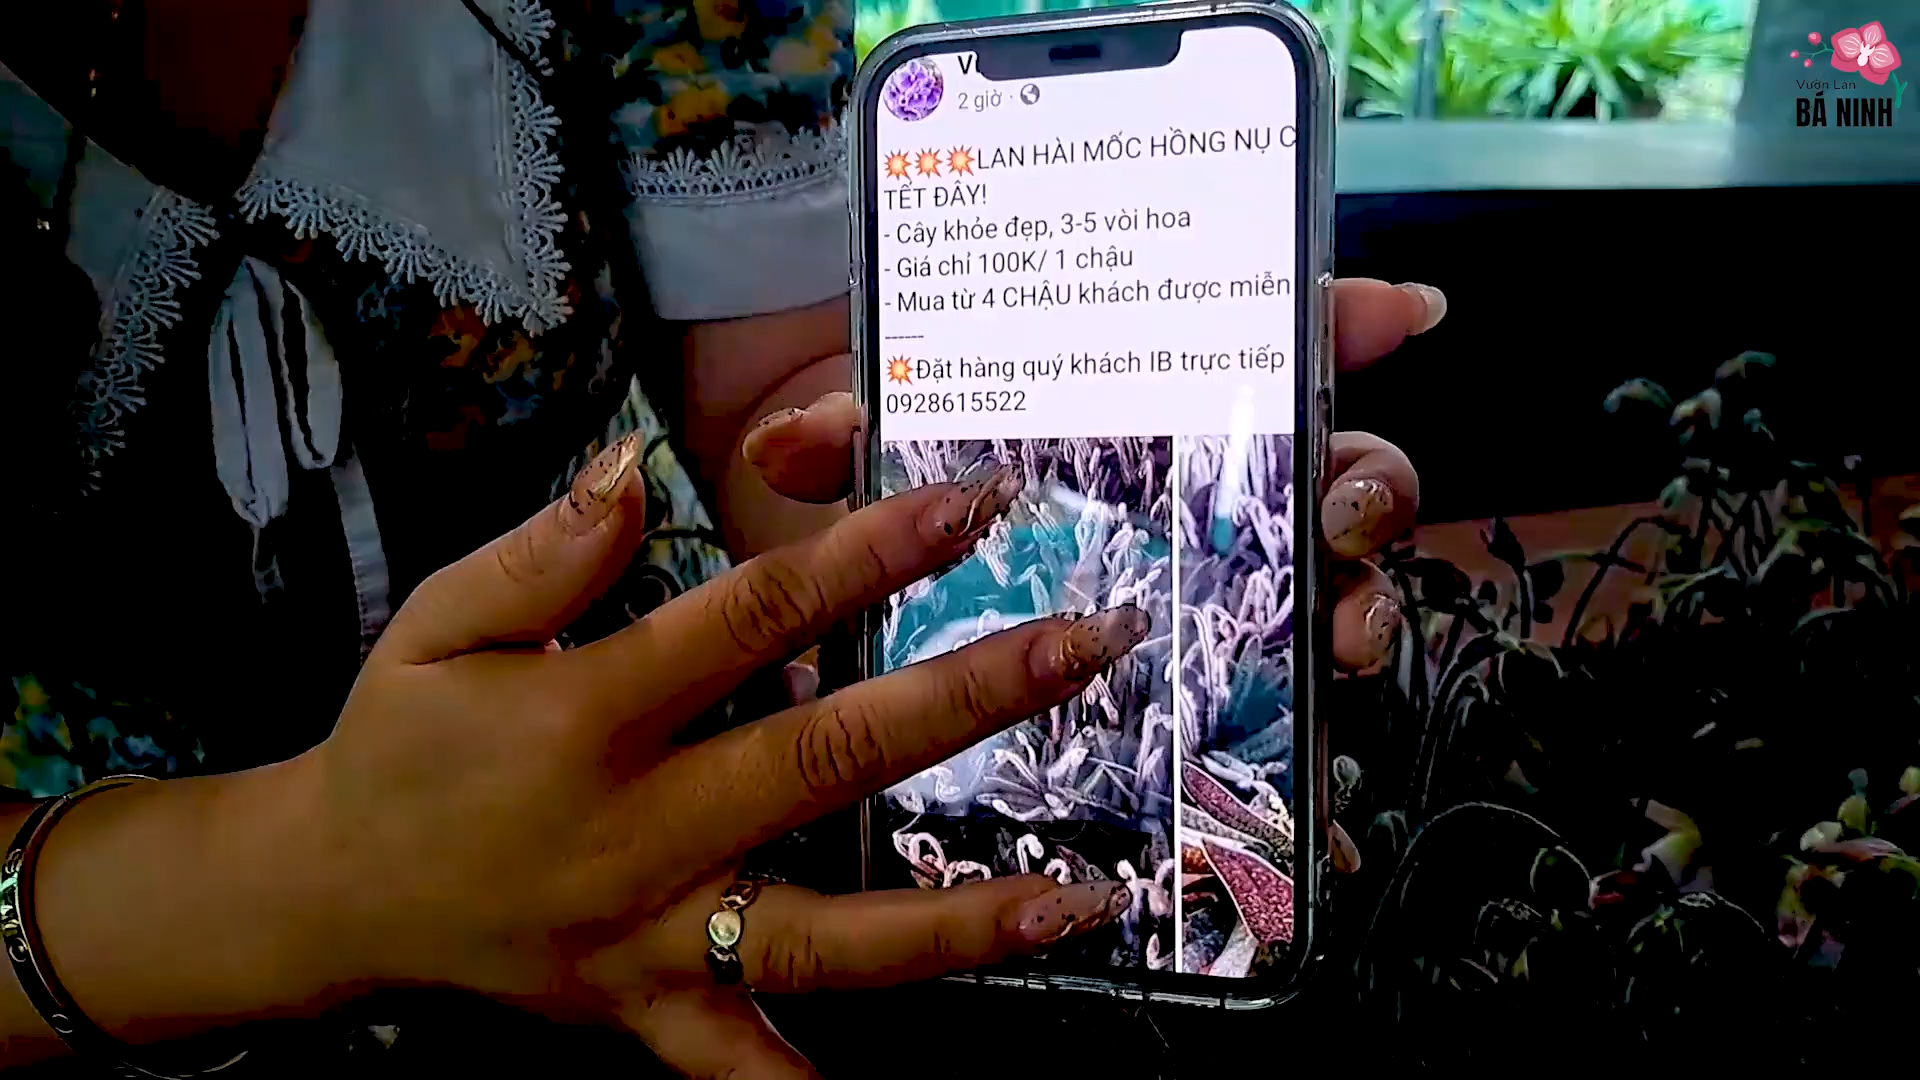 Vườn Lan
BÁ NINH
2 giờ ·
💥💥💥LAN HÀI MỐC HỒNG NỤ C
TẾT ĐÂY!
- Cây khỏe đẹp, 3-5 vòi hoa
- Giá chỉ 100K/ 1 chậu
- Mua từ 4 CHẬU khách được miễn
------
💥Đặt hàng quý khách IB trực tiếp
0928615522